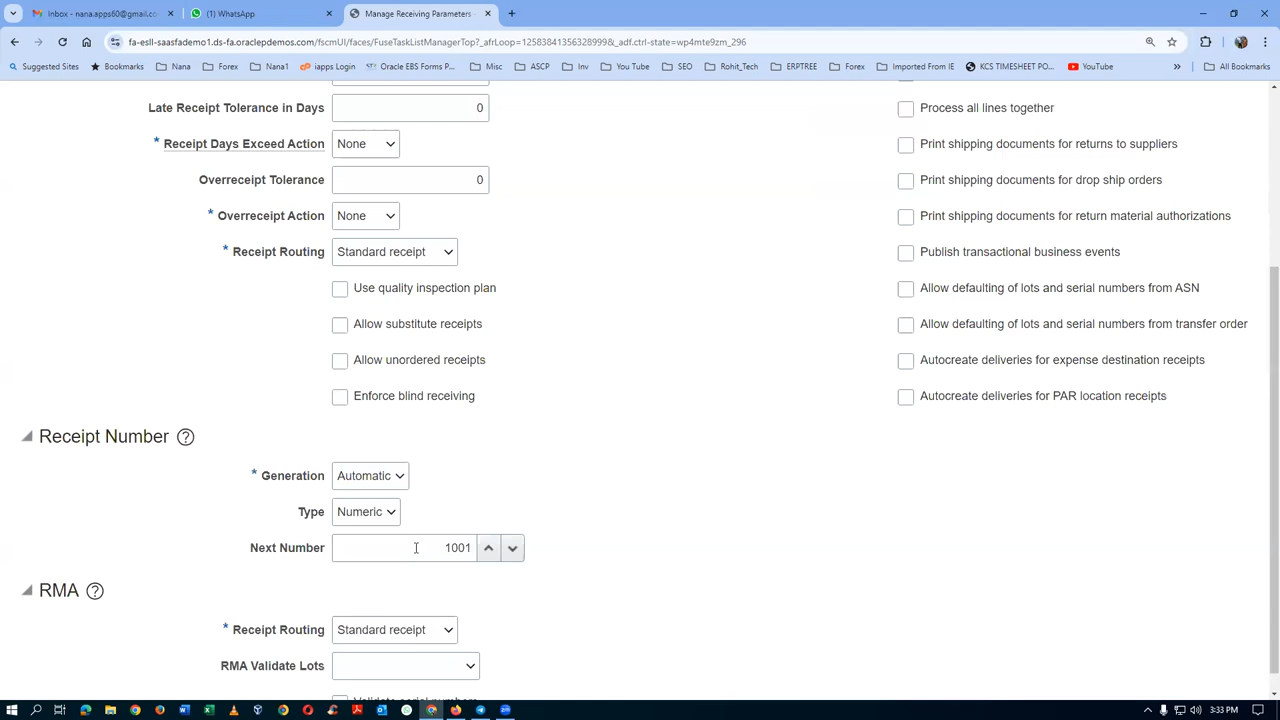 Inbox - nana.apps60@gmail.co
(1) WhatsApp
Manage Receiving Parameters
fa-esll-saasfademo1.ds-fa.oraclepdemos.com/fscmUI/faces/FuseTaskListManagerTop?_afrLoop=12583841356328999&_adf.ctrl-state=wp4mte9zm_296
Suggested Sites Bookmarks Nana Forex Nana1 iapps Login Oracle EBS Forms P... Misc ASCP Inv You Tube SEO Rohit_Tech ERPTREE Forex Imported From IE KCS TIMESHEET PO... YouTube » All Bookmarks
Late Receipt Tolerance in Days 0
Process all lines together
* Receipt Days Exceed Action None
Print shipping documents for returns to suppliers
Overreceipt Tolerance 0
Print shipping documents for drop ship orders
* Overreceipt Action None
Print shipping documents for return material authorizations
* Receipt Routing Standard receipt
Publish transactional business events
Use quality inspection plan
Allow defaulting of lots and serial numbers from ASN
Allow substitute receipts
Allow defaulting of lots and serial numbers from transfer order
Allow unordered receipts
Autocreate deliveries for expense destination receipts
Enforce blind receiving
Autocreate deliveries for PAR location receipts
Receipt Number ?
* Generation Automatic
Type Numeric
Next Number 1001
RMA ?
* Receipt Routing Standard receipt
RMA Validate Lots
3:33 PM